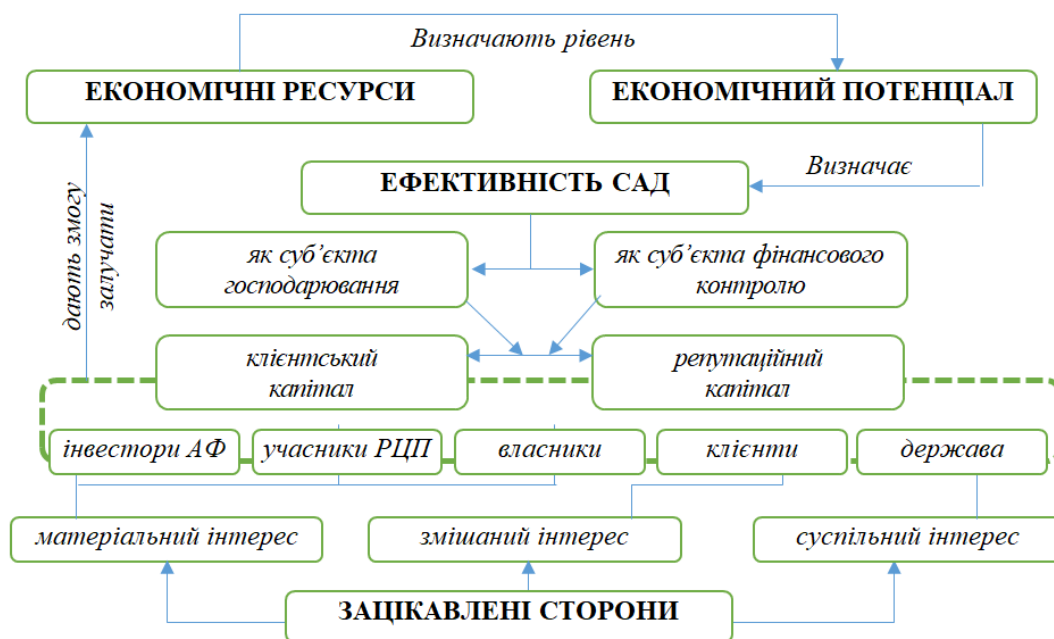 Визначають рівень
ЕКОНОМІЧНІ РЕСУРСИ
ЕКОНОМІЧНИЙ ПОТЕНЦІАЛ
Визначає
ЕФЕКТИВНІСТЬ САД
дають змогу
залучати
як суб’єкта
господарювання
як суб’єкта фінансового
контролю
клієнтський
капітал
репутаційний
капітал
інвестори АФ
учасники РЦП
власники
клієнти
держава
матеріальний інтерес
змішаний інтерес
суспільний інтерес
ЗАЦІКАВЛЕНІ СТОРОНИ